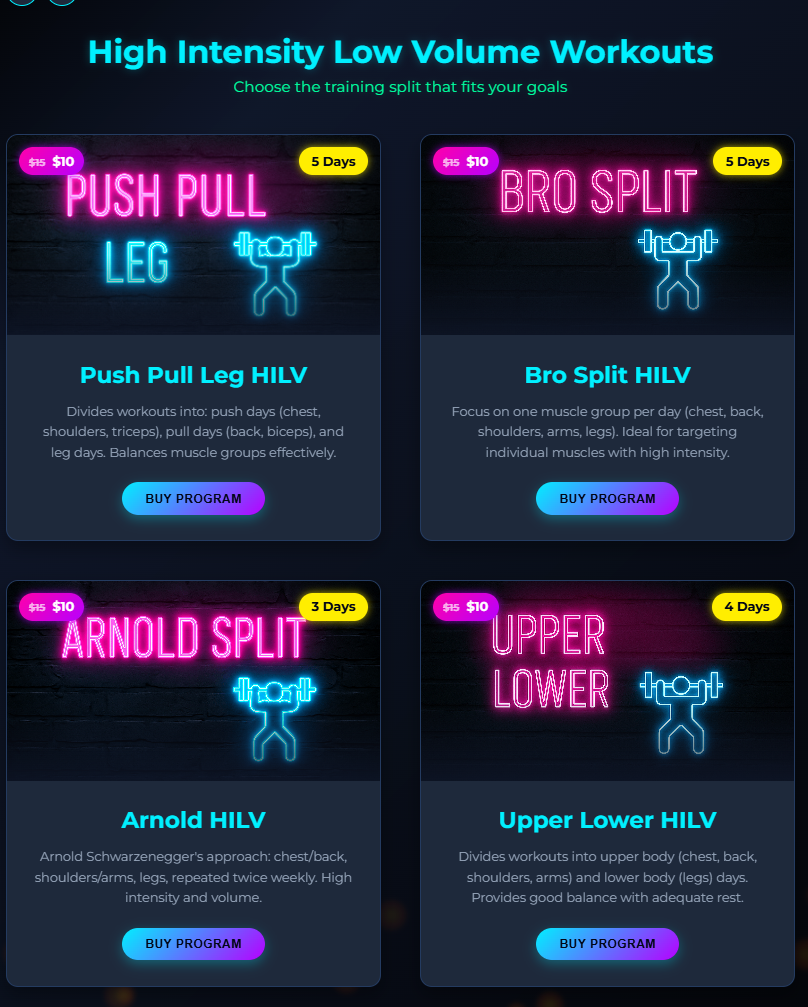 High Intensity Low Volume Workouts
Choose the training split that fits your goals
$15 $10
5 Days
PUSH PULL
LEG
Push Pull Leg HILV
Divides workouts into: push days (chest,
shoulders, triceps), pull days (back, biceps), and
leg days. Balances muscle groups effectively.
BUY PROGRAM
$15 $10
5 Days
BRO SPLIT
Bro Split HILV
Focus on one muscle group per day (chest, back,
shoulders, arms, legs). Ideal for targeting
individual muscles with high intensity.
BUY PROGRAM
$15 $10
3 Days
ARNOLD SPLIT
Arnold HILV
Arnold Schwarzenegger's approach: chest/back,
shoulders/arms, legs, repeated twice weekly. High
intensity and volume.
BUY PROGRAM
$15 $10
4 Days
UPPER
LOWER
Upper Lower HILV
Divides workouts into upper body (chest, back,
shoulders, arms) and lower body (legs) days.
Provides good balance with adequate rest.
BUY PROGRAM